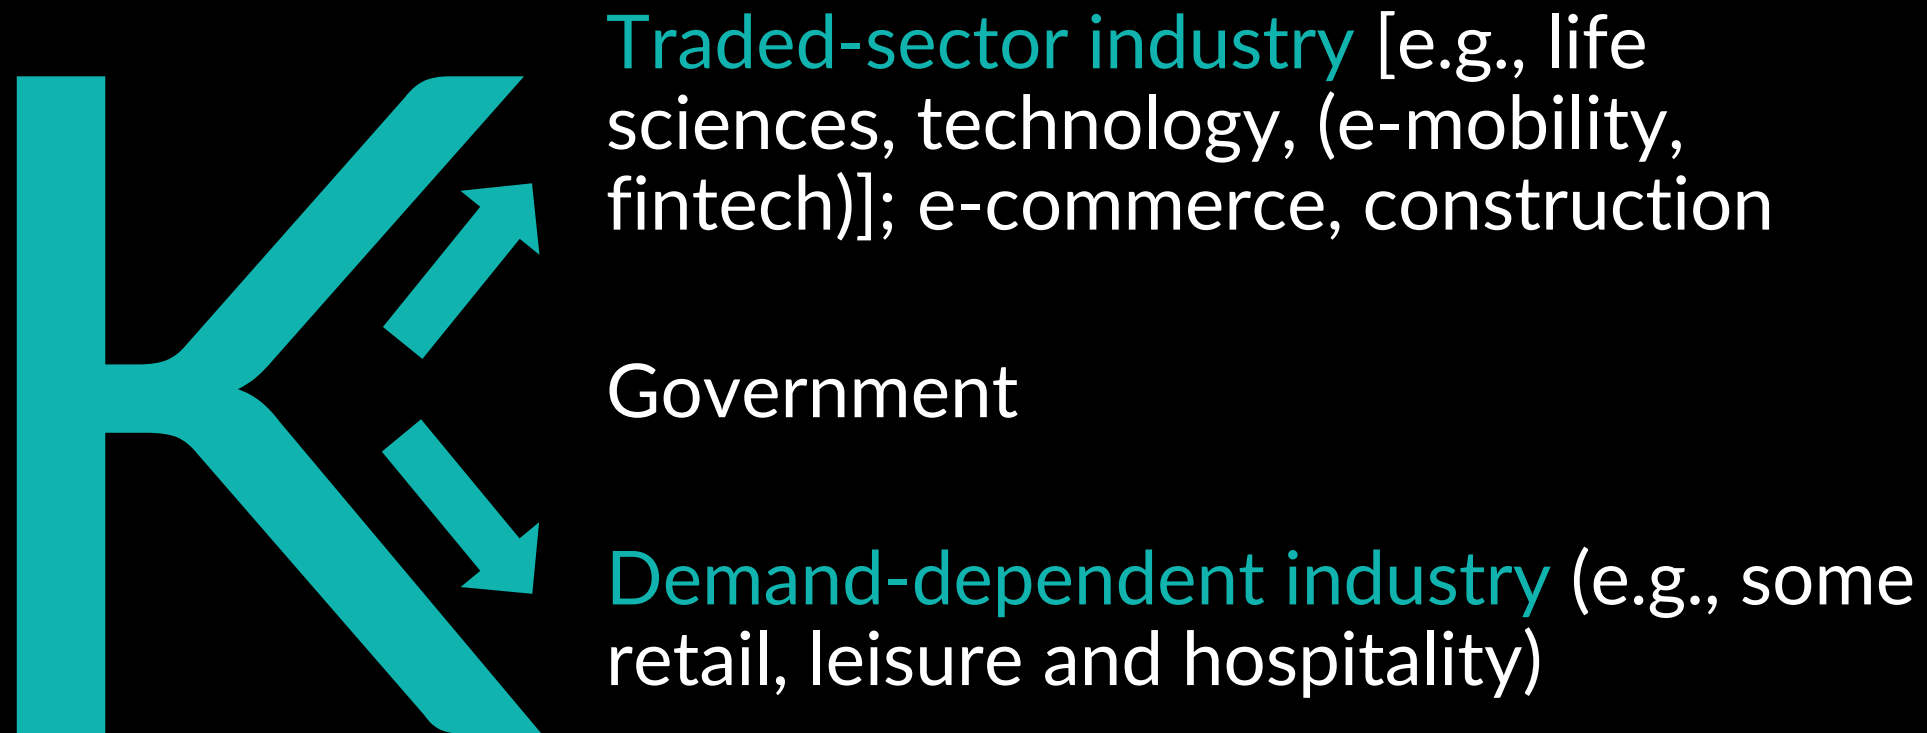 K
Traded-sector industry [e.g., life
sciences, technology, (e-mobility,
fintech)]; e-commerce, construction
Government
Demand-dependent industry (e.g., some
retail, leisure and hospitality)